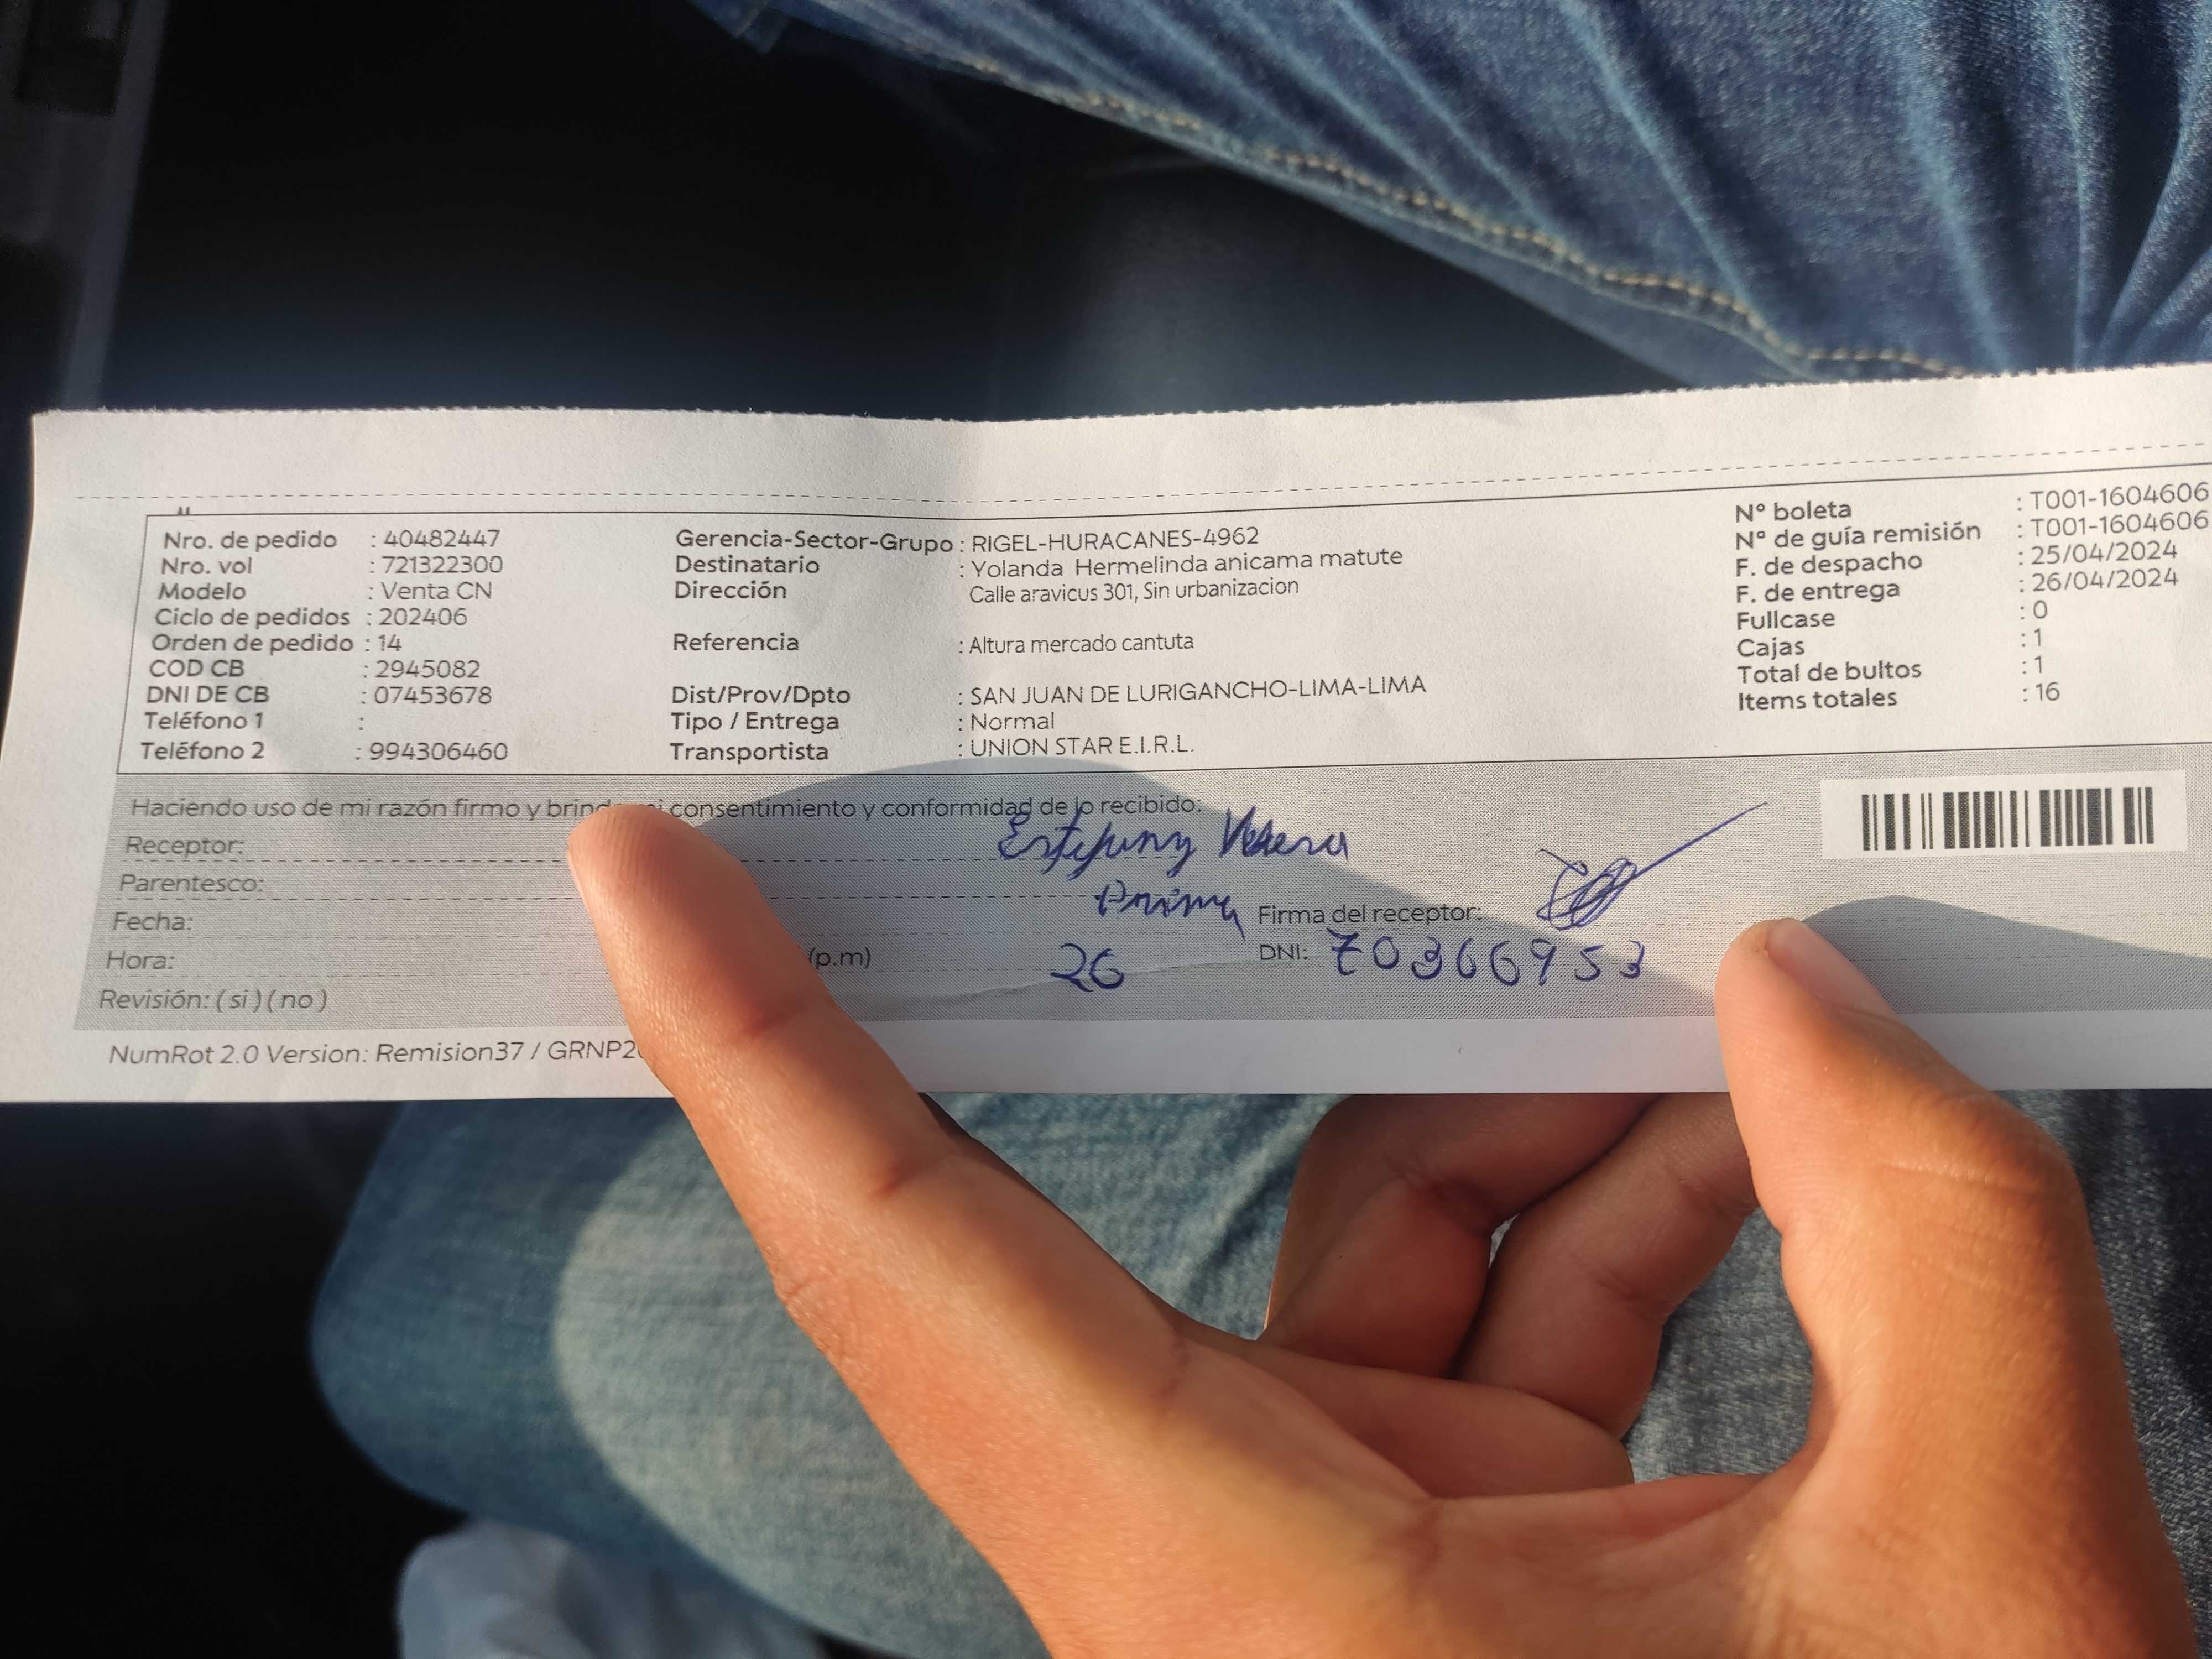 Nro. de pedido : 40482447
Nro. vol : 721322300
Modelo : Venta CN
Ciclo de pedidos : 202406
Orden de pedido : 14
COD CB : 2945082
DNI DE CB : 07453678
Teléfono 1 :
Teléfono 2 : 994306460
Gerencia-Sector-Grupo : RIGEL-HURACANES-4962
Destinatario : Yolanda Hermelinda anicama matute
Dirección Calle aravicus 301, Sin urbanizacion
Referencia : Altura mercado cantuta
Dist/Prov/Dpto : SAN JUAN DE LURIGANCHO-LIMA-LIMA
Tipo / Entrega : Normal
Transportista : UNION STAR E.I.R.L.
N° boleta : T001-1604606
N° de guía remisión : T001-1604606
F. de despacho : 25/04/2024
F. de entrega : 26/04/2024
Fullcase : 0
Cajas : 1
Total de bultos : 1
Items totales : 16
Haciendo uso de mi razón firmo y consentimiento y conformidad de lo recibido:
Receptor:
Parentesco:
Fecha: Firma del receptor:
Hora: (p.m) 26 DNI: 70366953
Revisión: ( si ) ( no )
NumRot 2.0 Version: Remision37 /